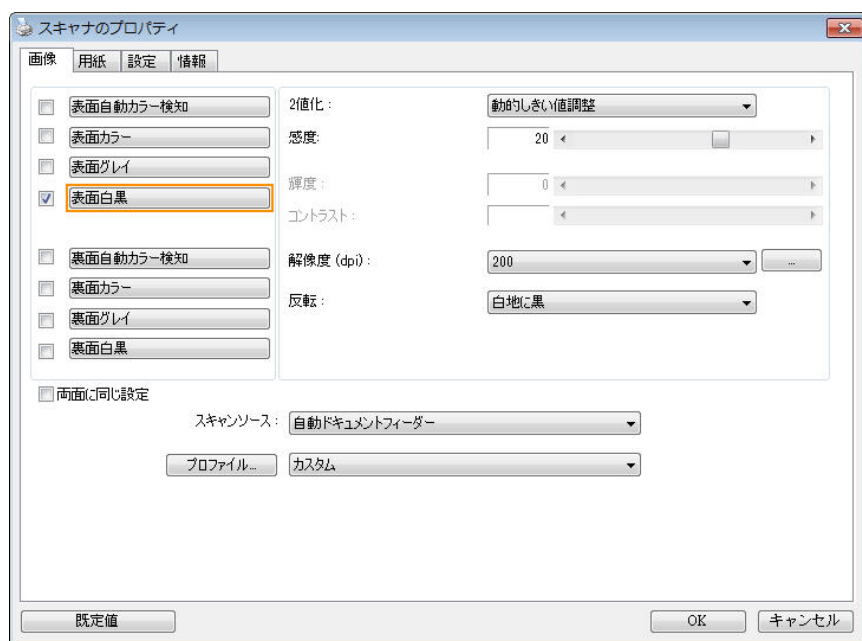 スキャナのプロパティ
画像 用紙 設定 情報
表面自動カラー検知
表面カラー
表面グレイ
表面白黒
裏面自動カラー検知
裏面カラー
裏面グレイ
裏面白黒
2値化： 動的しきい値調整
感度: 20
輝度： 0
コントラスト：
解像度 (dpi)： 200 ...
反転： 白地に黒
両面に同じ設定
スキャンソース： 自動ドキュメントフィーダー
プロファイル... カスタム
既定値 OK キャンセル